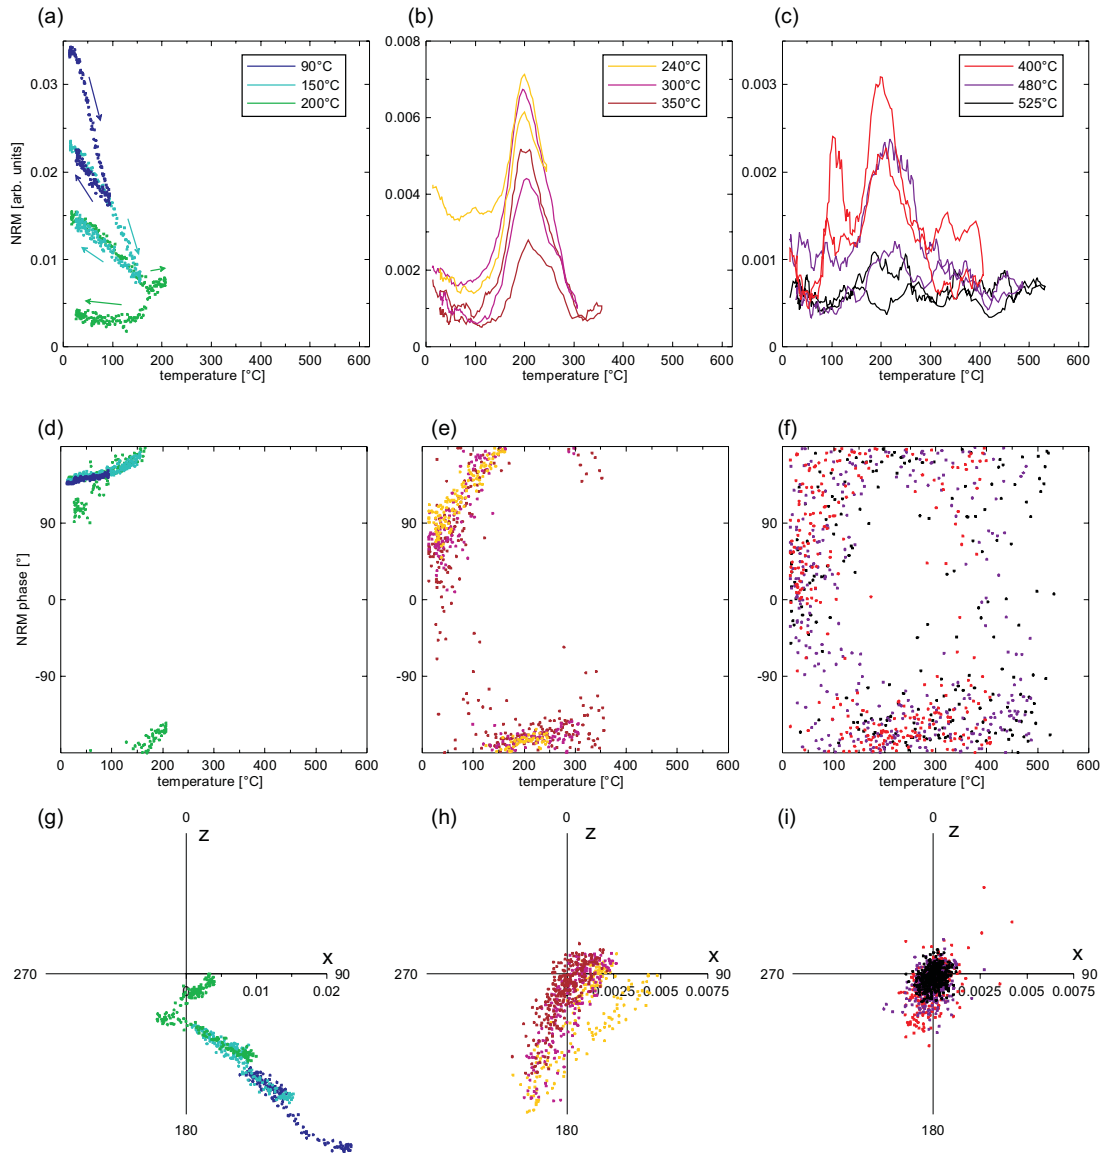 (a)
(b)
(c)
NRM [arb. units]
0.03
0.02
0.01
0
90°C
150°C
200°C
0 100 200 300 400 500 600
temperature [°C]
0.008
0.006
0.004
0.002
0
240°C
300°C
350°C
0 100 200 300 400 500 600
temperature [°C]
0.003
0.002
0.001
0
400°C
480°C
525°C
0 100 200 300 400 500 600
temperature [°C]
(d)
(e)
(f)
NRM phase [°]
90
0
-90
0 100 200 300 400 500 600
temperature [°C]
90
0
-90
0 100 200 300 400 500 600
temperature [°C]
90
0
-90
0 100 200 300 400 500 600
temperature [°C]
(g)
(h)
(i)
0
z
x
270
90
0 0.01 0.02
180
0
z
x
270
90
0.0025 0.005 0.0075
180
0
z
x
270
90
0.0025 0.005 0.0075
180